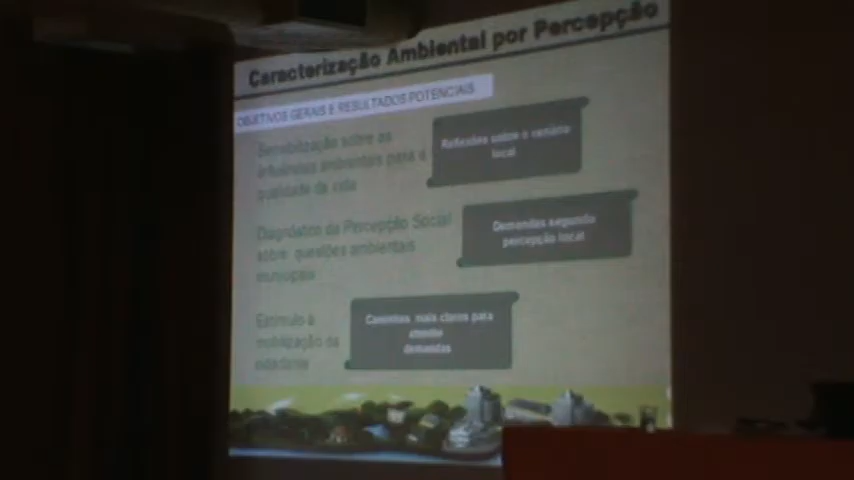 Caracterização Ambiental por Percepção
OBJETIVOS GERAIS E RESULTADOS POTENCIAIS
Sensibilização sobre as
influências ambientais para a
qualidade da vida
Reflexões sobre o cenário
local
Diagnóstico da Percepção Social
sobre questões ambientais
municipais
Demandas segundo
percepção local
Estímulo à
mobilização da
cidadania
Caminhos mais claros para
atender
demandas